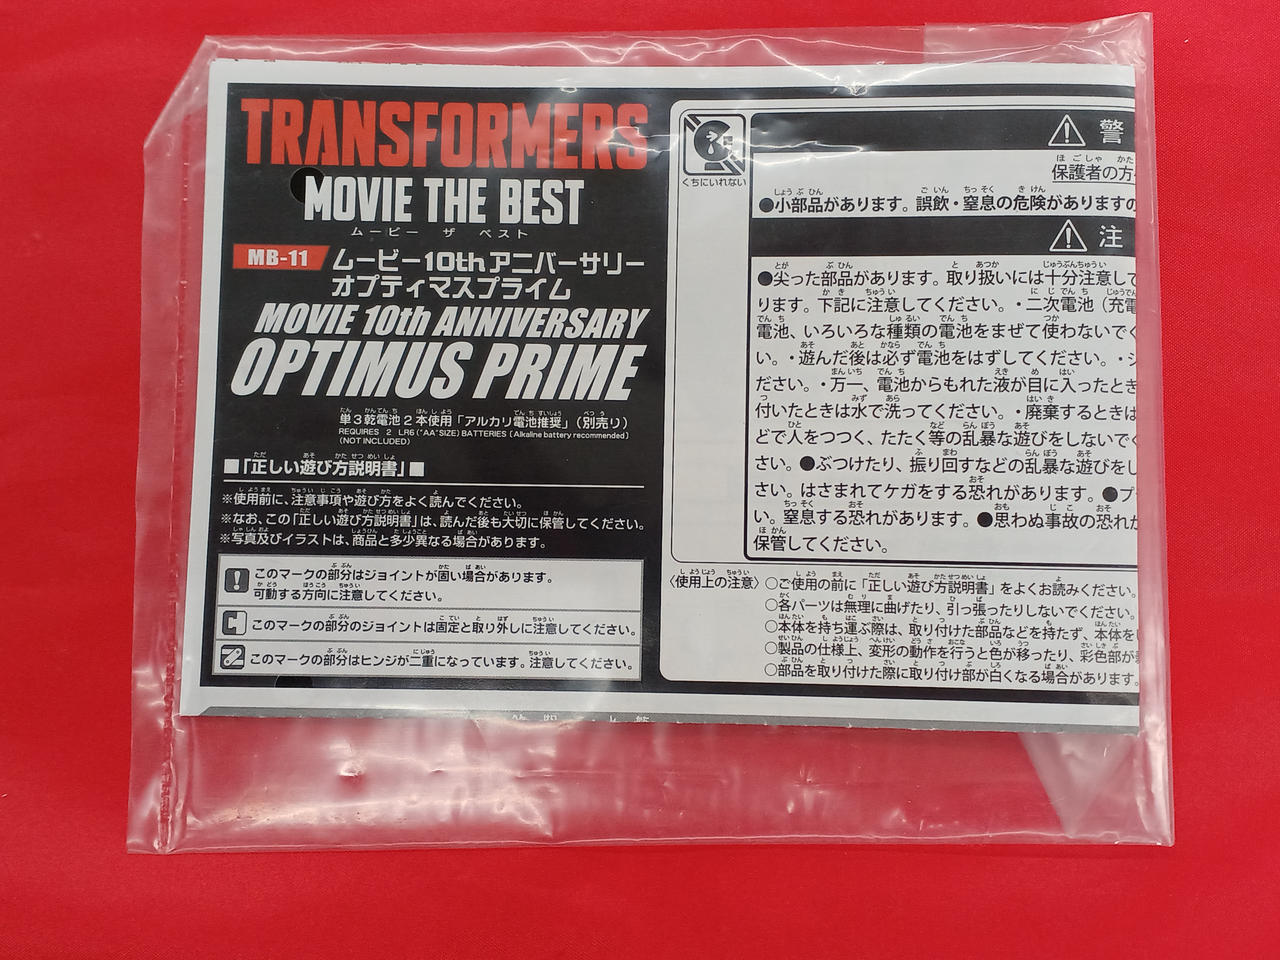 TRANSFORMERS
MOVIE THE BEST
ムービー ザ ベスト
MB-11 ムービー10thアニバーサリー
オプティマスプライム
MOVIE 10th ANNIVERSARY
OPTIMUS PRIME
単3乾電池2本使用「アルカリ電池推奨」(別売り)
REQUIRES 2 LR6 ("AA"SIZE) BATTERIES (Alkaline battery recommended)
(NOT INCLUDED)
■「正しい遊び方説明書」■
※使用前に、注意事項や遊び方をよく読んでください。
※なお、この「正しい遊び方説明書」は、読んだ後も大切に保管してください。
※写真及びイラストは、商品と多少異なる場合があります。
このマークの部分はジョイントが固い場合があります。
可動する方向に注意してください。
このマークの部分のジョイントは固定と取り外しに注意してください。
このマークの部分はヒンジが二重になっています。注意してください。
くちにいれない
警
保護者の方
●小部品があります。誤飲・窒息の危険がありますの
注
●尖った部品があります。取り扱いには十分注意して
ります。下記に注意してください。・二次電池(充電
電池、いろいろな種類の電池をまぜて使わないでく
い。・遊んだ後は必ず電池をはずしてください。・シ
ださい。・万一、電池からもれた液が目に入ったとき
付いたときは水で洗ってください。・廃棄するときは
どで人をつつく、たたく等の乱暴な遊びをしないでく
さい。●ぶつけたり、振り回すなどの乱暴な遊びをし
さい。はさまれてケガをする恐れがあります。●プ
い。窒息する恐れがあります。●思わぬ事故の恐れか
保管してください。
〈使用上の注意〉○ご使用の前に「正しい遊び方説明書」をよくお読みください。
○各パーツは無理に曲げたり、引っ張ったりしないでください。
○本体を持ち運ぶ際は、取り付けた部品などを持たず、本体を
○製品の仕様上、変形の動作を行うと色が移ったり、彩色部が
○部品を取り付けた際に取り付け部が白くなる場合があります。